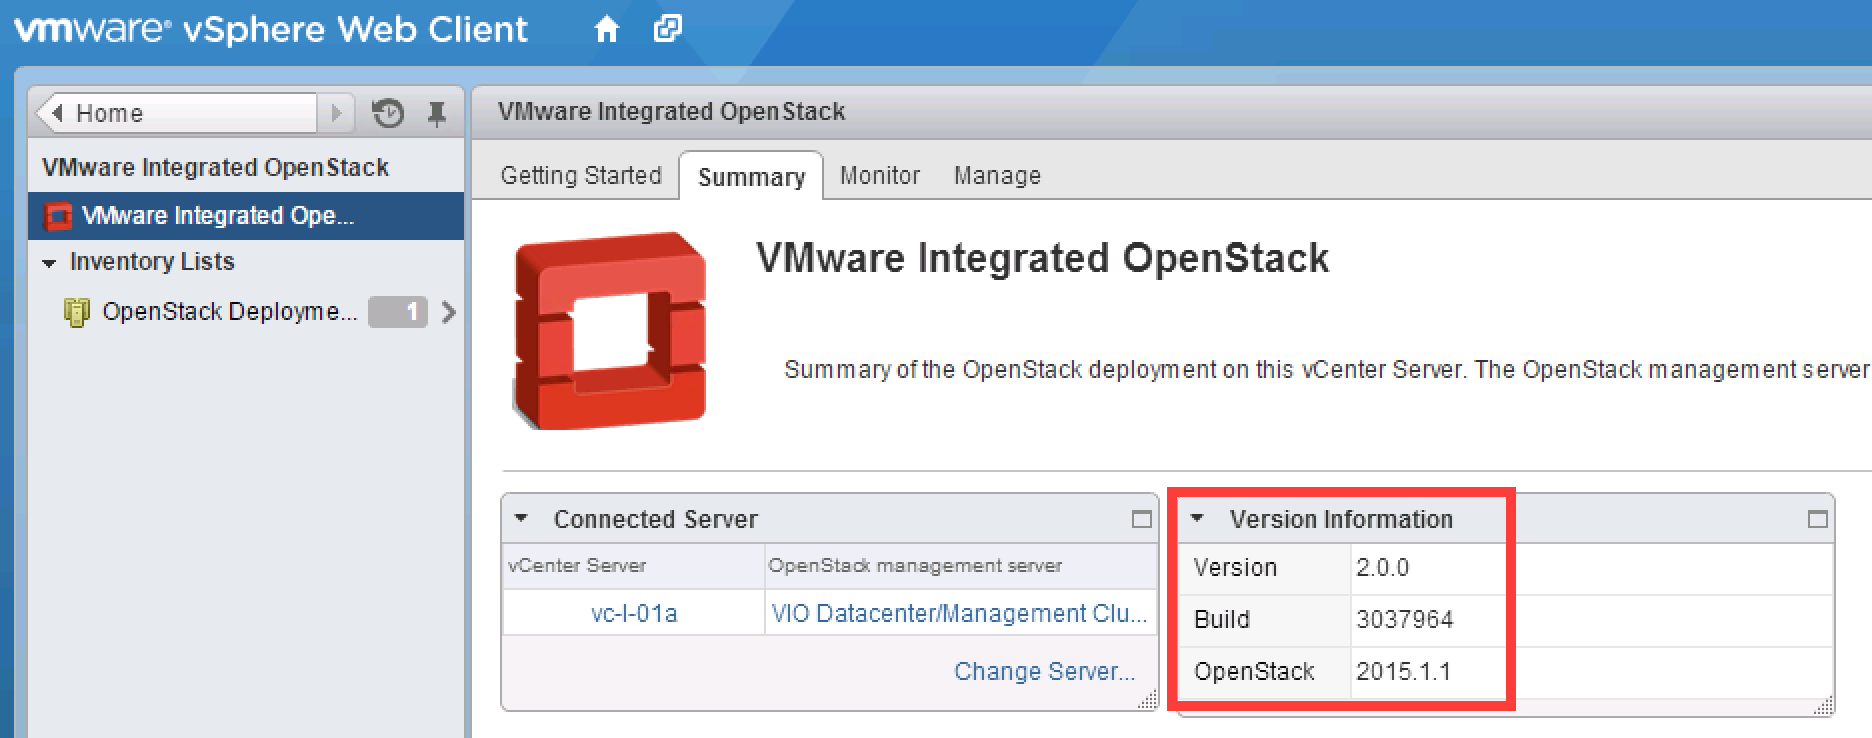 vmware® vSphere Web Client
Home
VMware Integrated OpenStack
VMware Integrated Ope...
Inventory Lists
OpenStack Deployme... 1
VMware Integrated OpenStack
Getting Started Summary Monitor Manage
VMware Integrated OpenStack
Summary of the OpenStack deployment on this vCenter Server. The OpenStack management server
Connected Server
vCenter Server OpenStack management server
vc-l-01a VIO Datacenter/Management Clu...
Change Server...
Version Information
Version 2.0.0
Build 3037964
OpenStack 2015.1.1